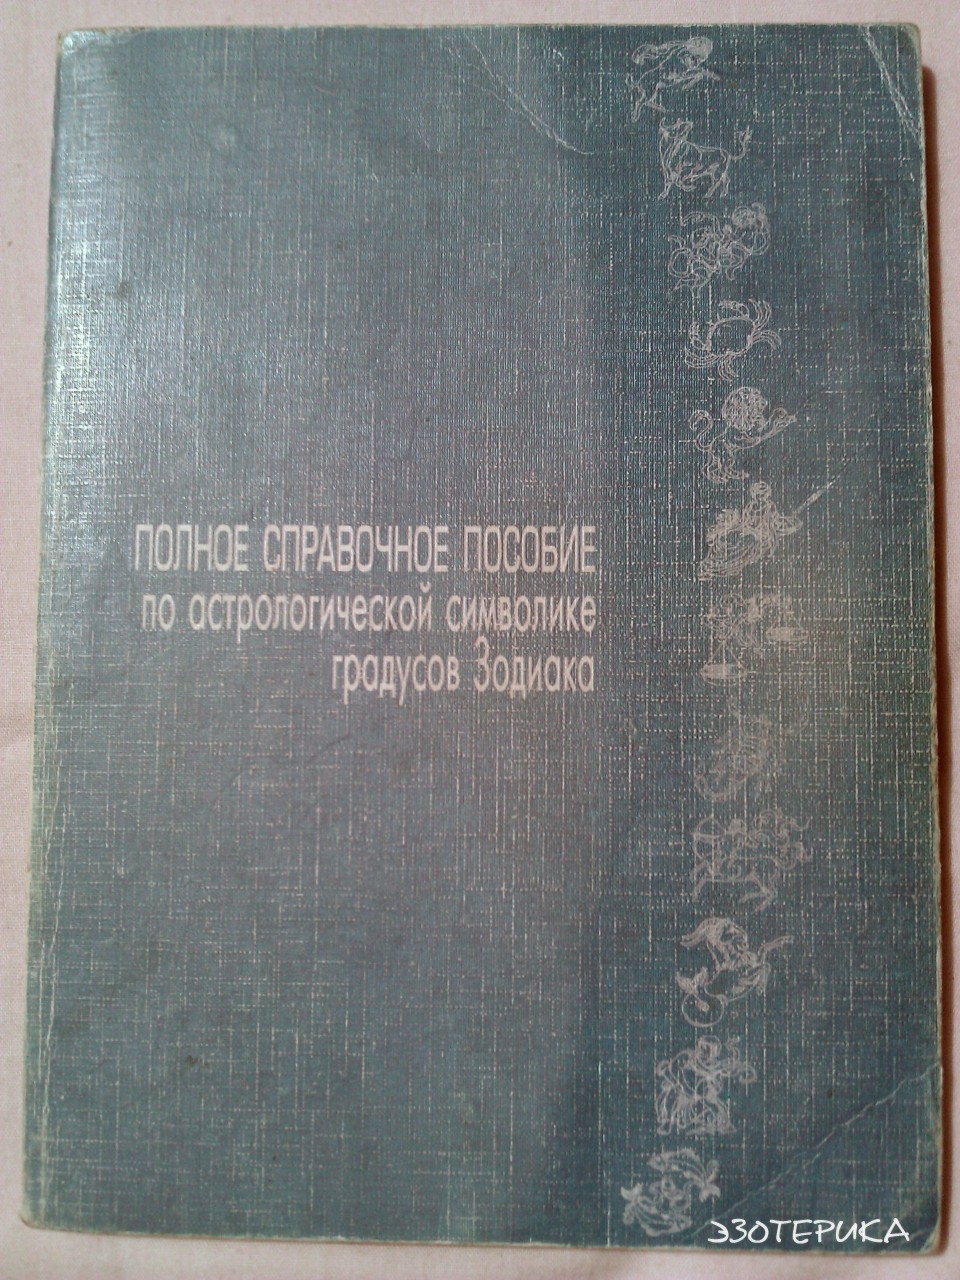 ПОЛНОЕ СПРАВОЧНОЕ ПОСОБИЕ
по астрологической символике
градусов Зодиака
ЭЗОТЕРИКА